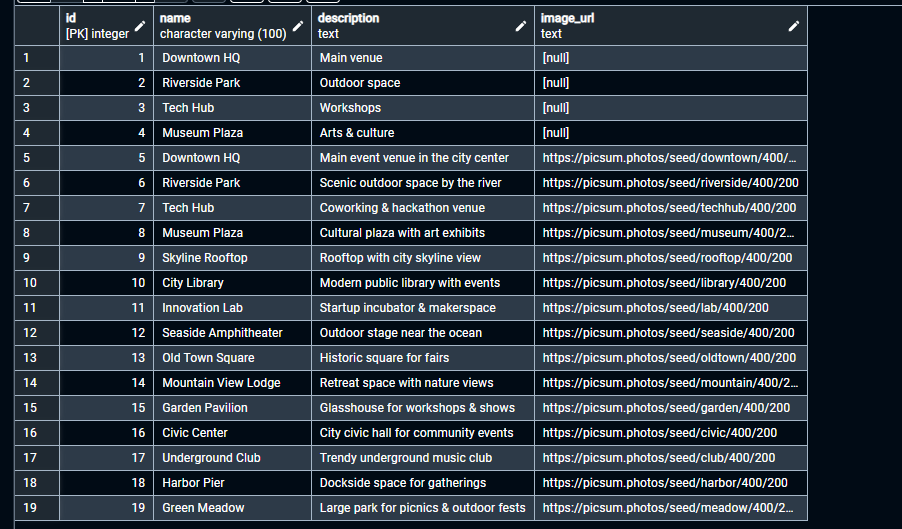 id name description image_url
[PK] integer character varying (100) text text
1 1 Downtown HQ Main venue [null]
2 2 Riverside Park Outdoor space [null]
3 3 Tech Hub Workshops [null]
4 4 Museum Plaza Arts & culture [null]
5 5 Downtown HQ Main event venue in the city center https://picsum.photos/seed/downtown/400/...
6 6 Riverside Park Scenic outdoor space by the river https://picsum.photos/seed/riverside/400/200
7 7 Tech Hub Coworking & hackathon venue https://picsum.photos/seed/techhub/400/200
8 8 Museum Plaza Cultural plaza with art exhibits https://picsum.photos/seed/museum/400/2...
9 9 Skyline Rooftop Rooftop with city skyline view https://picsum.photos/seed/rooftop/400/200
10 10 City Library Modern public library with events https://picsum.photos/seed/library/400/200
11 11 Innovation Lab Startup incubator & makerspace https://picsum.photos/seed/lab/400/200
12 12 Seaside Amphitheater Outdoor stage near the ocean https://picsum.photos/seed/seaside/400/200
13 13 Old Town Square Historic square for fairs https://picsum.photos/seed/oldtown/400/200
14 14 Mountain View Lodge Retreat space with nature views https://picsum.photos/seed/mountain/400/2...
15 15 Garden Pavilion Glasshouse for workshops & shows https://picsum.photos/seed/garden/400/200
16 16 Civic Center City civic hall for community events https://picsum.photos/seed/civic/400/200
17 17 Underground Club Trendy underground music club https://picsum.photos/seed/club/400/200
18 18 Harbor Pier Dockside space for gatherings https://picsum.photos/seed/harbor/400/200
19 19 Green Meadow Large park for picnics & outdoor fests https://picsum.photos/seed/meadow/400/2...